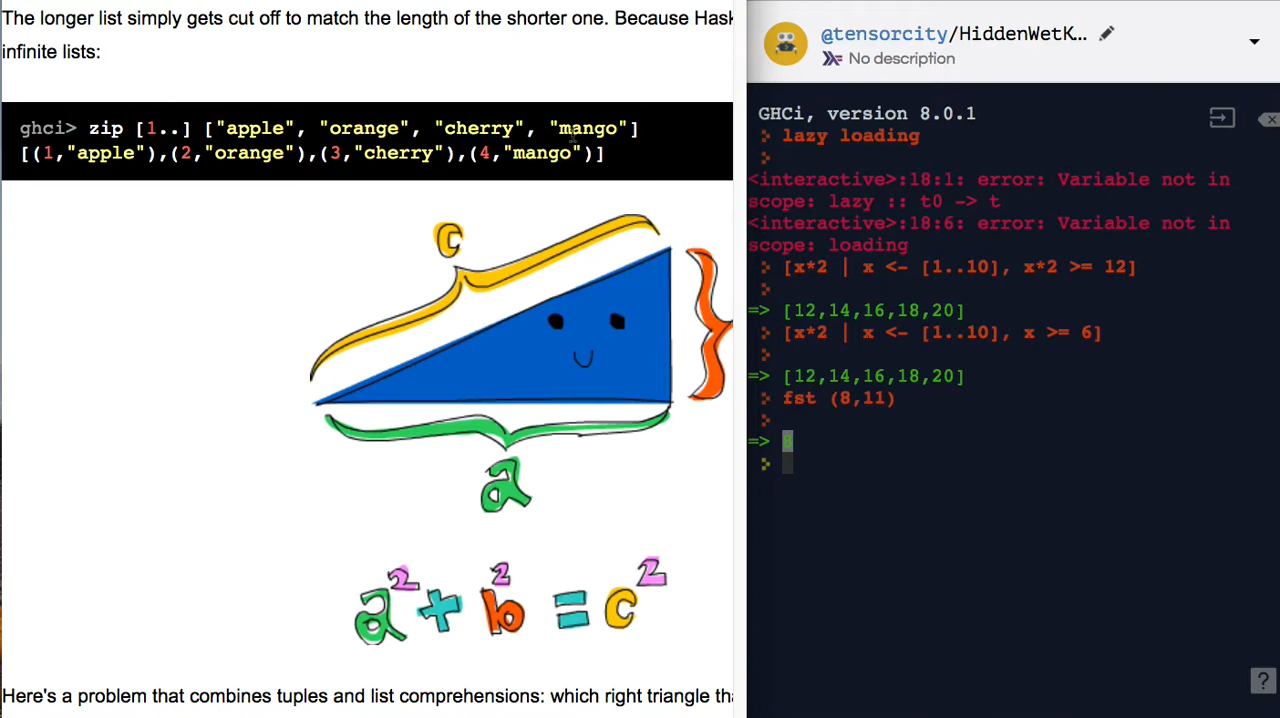 The longer list simply gets cut off to match the length of the shorter one. Because Hask
infinite lists:
ghci> zip [1..] ["apple", "orange", "cherry", "mango"]
[(1,"apple"),(2,"orange"),(3,"cherry"),(4,"mango")]
c
a
a2 + b2 = c2
Here's a problem that combines tuples and list comprehensions: which right triangle tha
@tensorcity/HiddenWetK...
No description
GHCi, version 8.0.1
lazy loading
<interactive>:18:1: error: Variable not in
scope: lazy :: t0 -> t
<interactive>:18:6: error: Variable not in
scope: loading
[x*2 | x <- [1..10], x*2 >= 12]
=> [12,14,16,18,20]
[x*2 | x <- [1..10], x >= 6]
=> [12,14,16,18,20]
fst (8,11)
=>
?